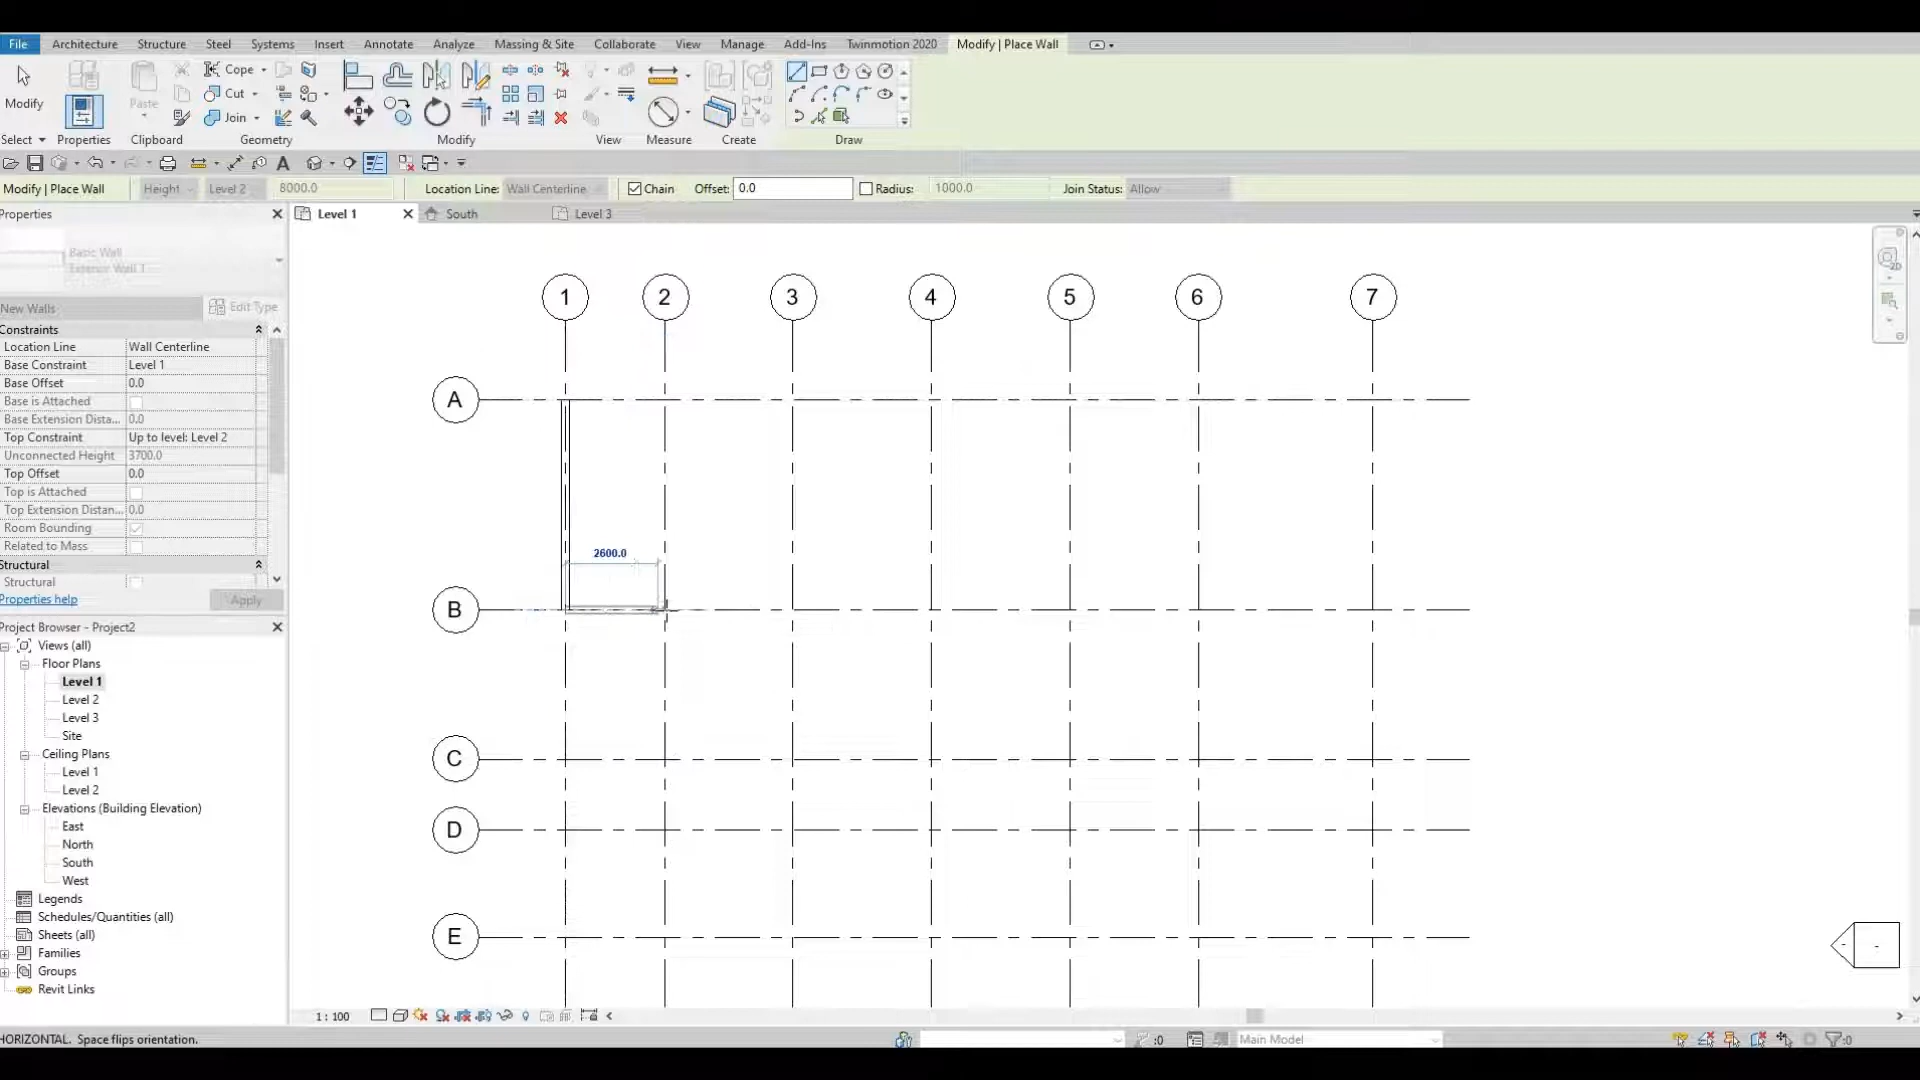 File Architecture Structure Steel Systems Insert Annotate Analyze Massing & Site Collaborate View Manage Add-Ins Twinmotion 2020 Modify | Place Wall
Cope
Modify Paste Cut
Join
Select Properties Clipboard Geometry Modify View Measure Create Draw
A
Modify | Place Wall Height Level 2 8000.0 Location Line: Wall Centerline Chain Offset: 0.0 Radius: 1000.0 Join Status: Allow
Properties
Level 1 South Level 3
Basic Wall
Exterior Wall 1
New Walls Edit Type
Constraints
Location Line Wall Centerline
Base Constraint Level 1
Base Offset 0.0
Base is Attached
Base Extension Dista... 0.0
Top Constraint Up to level: Level 2
Unconnected Height 3700.0
Top Offset 0.0
Top is Attached
Top Extension Distan... 0.0
Room Bounding
Related to Mass
Structural
Structural
Properties help Apply
Project Browser - Project2
Views (all)
Floor Plans
Level 1
Level 2
Level 3
Site
Ceiling Plans
Level 1
Level 2
Elevations (Building Elevation)
East
North
South
West
Legends
Schedules/Quantities (all)
Sheets (all)
Families
Groups
Revit Links
1 2 3 4 5 6 7
A
2600.0
B
C
D
E
2D
- -
1 : 100
HORIZONTAL. Space flips orientation. :0 Main Model :0